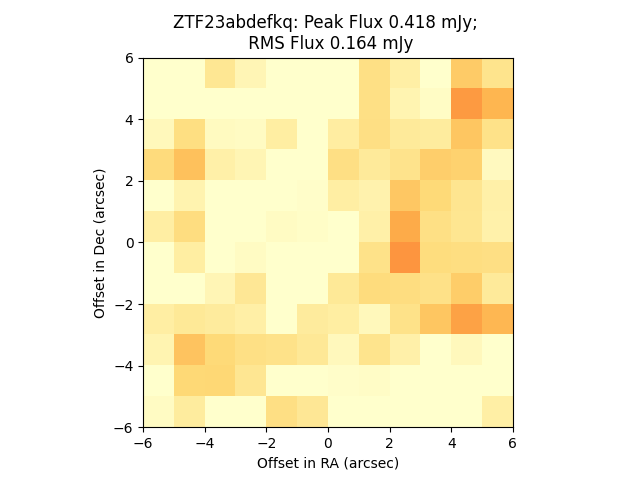 ZTF23abdefkq: Peak Flux 0.418 mJy;
RMS Flux 0.164 mJy
6
4
2
0
−2
−4
−6
Offset in Dec (arcsec)
−6 −4 −2 0 2 4 6
Offset in RA (arcsec)